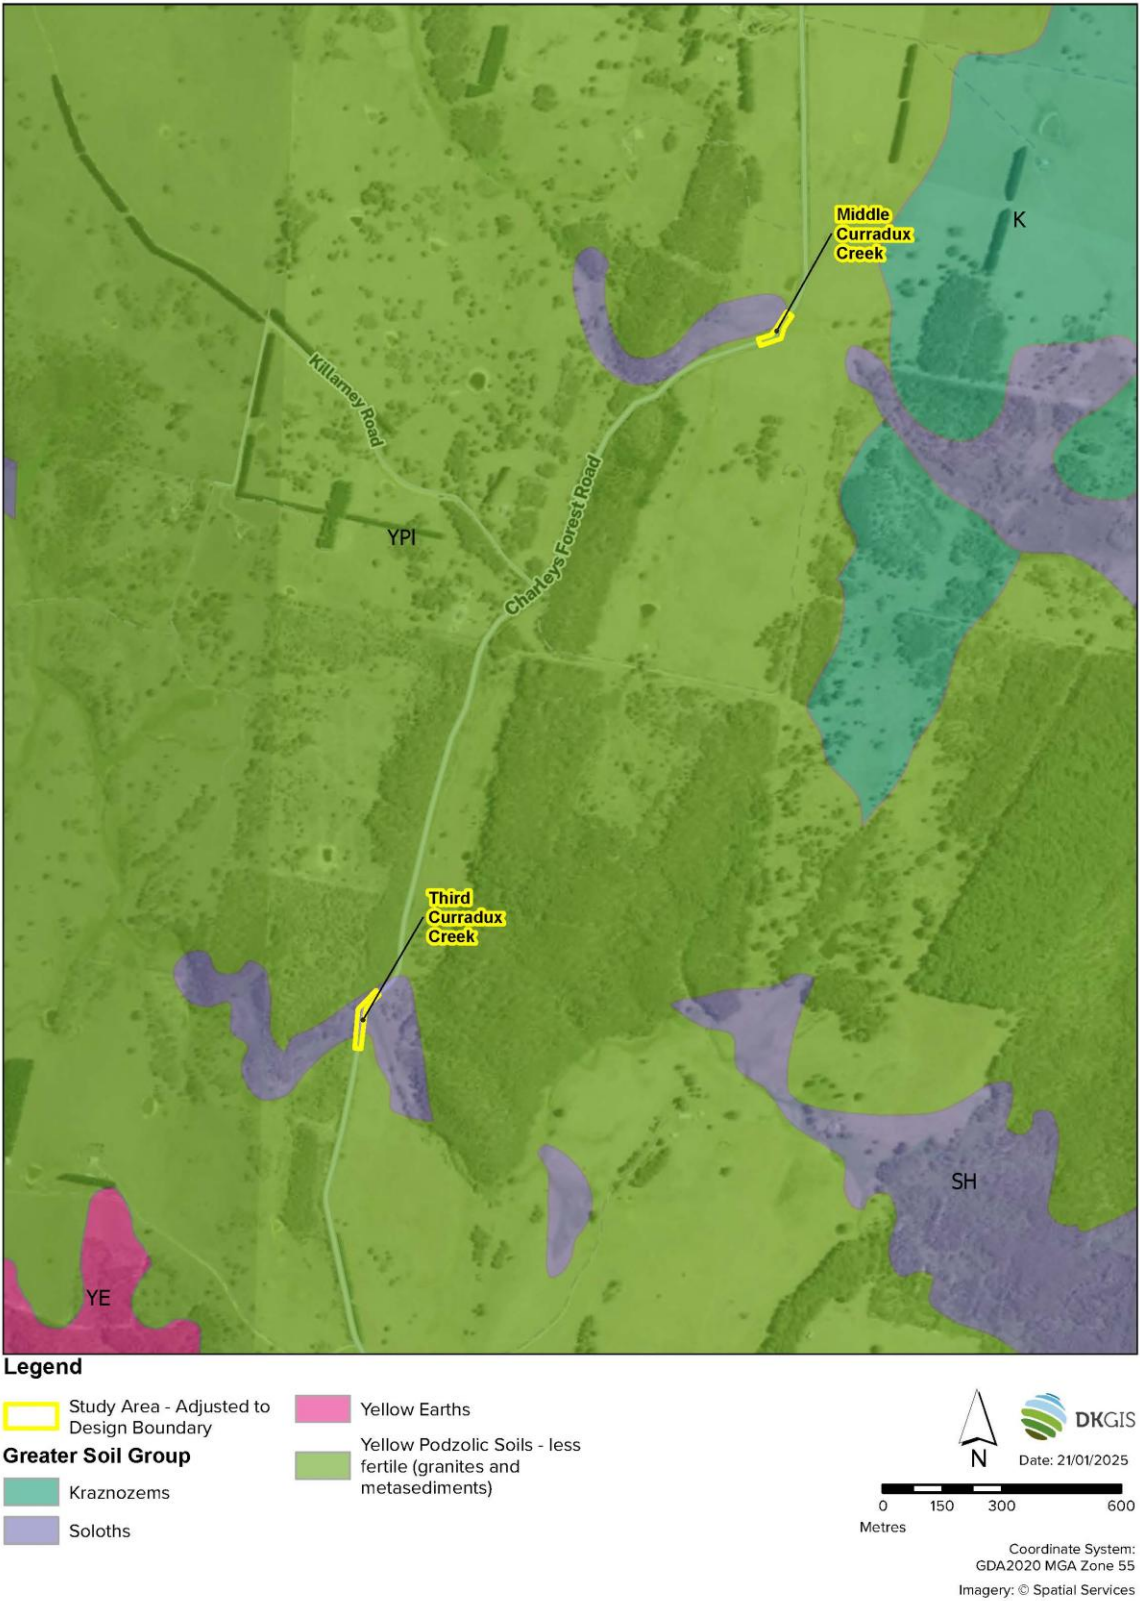 Middle
Curradux
Creek
K
Killarney Road
Charleys Forest Road
YPl
Third
Curradux
Creek
SH
YE
Legend
Study Area - Adjusted to
Design Boundary
Greater Soil Group
Kraznozems
Soloths
Yellow Earths
Yellow Podzolic Soils - less
fertile (granites and
metasediments)
N
DKGIS
Date: 21/01/2025
0 150 300 600
Metres
Coordinate System:
GDA2020 MGA Zone 55
Imagery: © Spatial Services